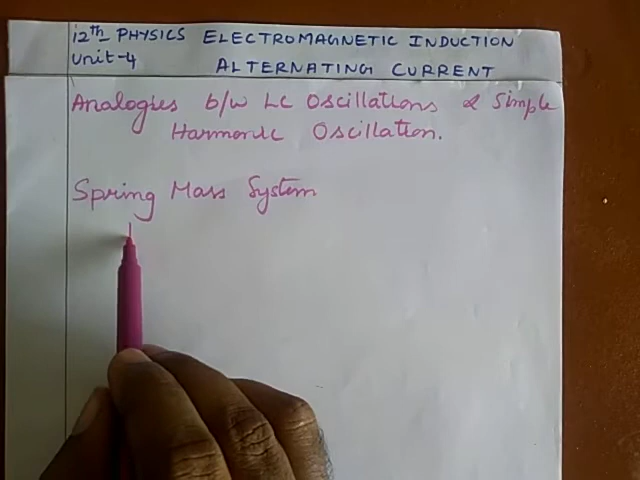 12th PHYSICS ELECTROMAGNETIC INDUCTION
Unit-4 ALTERNATING CURRENT
Analogies b/w LC Oscillations & Simple
Harmonic Oscillation.
Spring Mass System